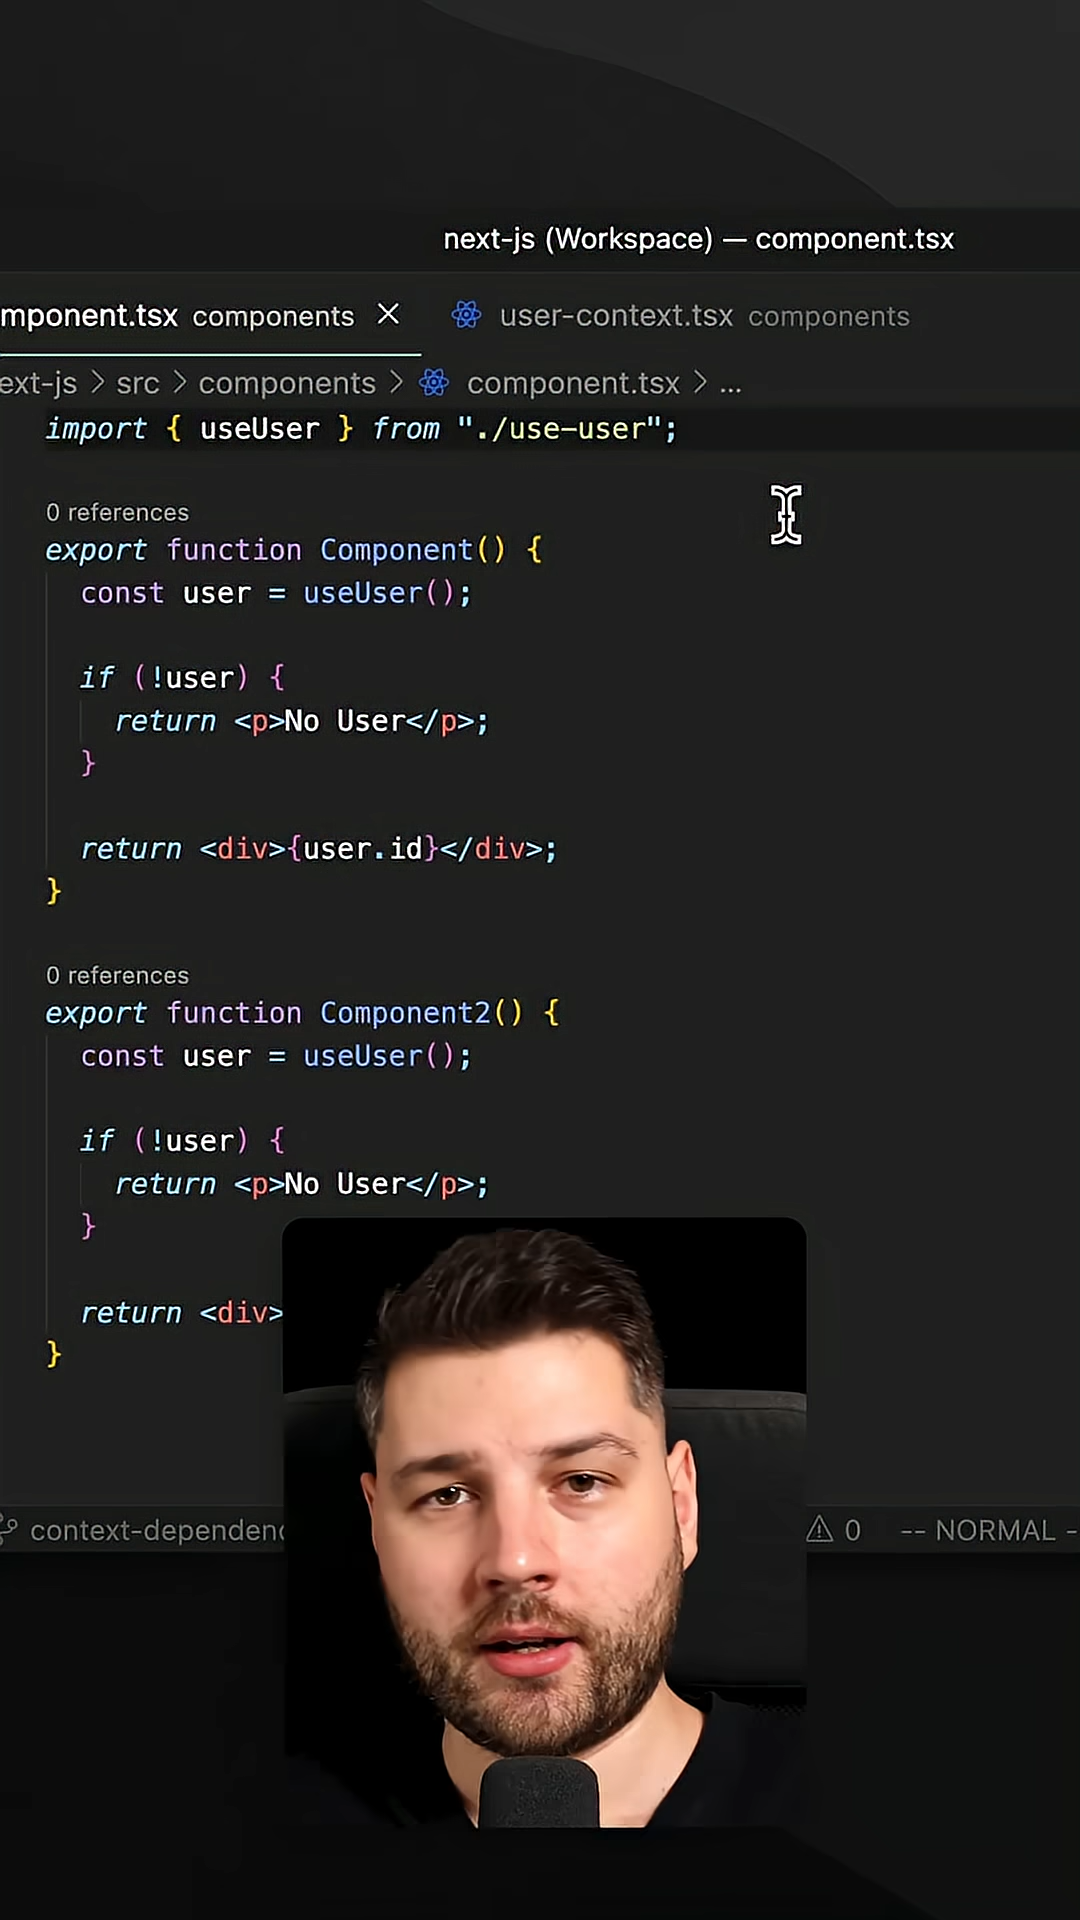 next-js (Workspace) — component.tsx
mponent.tsx components user-context.tsx components
ext-js > src > components > component.tsx > ...
import { useUser } from "./use-user";
0 references
export function Component() {
const user = useUser();
if (!user) {
return <p>No User</p>;
}
return <div>{user.id}</div>;
}
0 references
export function Component2() {
const user = useUser();
if (!user) {
return <p>No User</p>;
}
return <div>
}
context-dependenc 0 -- NORMAL -